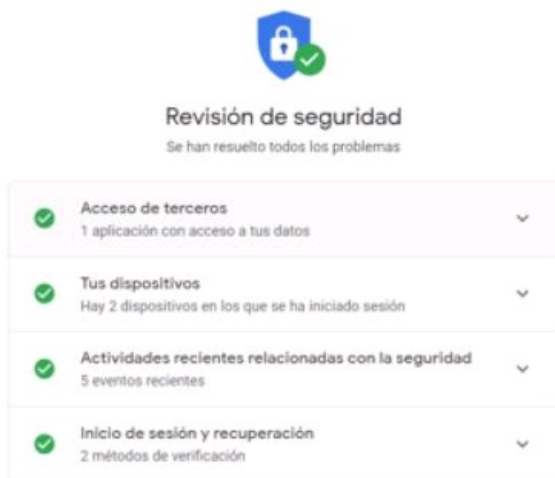 Revisión de seguridad
Se han resuelto todos los problemas
Acceso de terceros
1 aplicación con acceso a tus datos
Tus dispositivos
Hay 2 dispositivos en los que se ha iniciado sesión
Actividades recientes relacionadas con la seguridad
5 eventos recientes
Inicio de sesión y recuperación
2 métodos de verificación